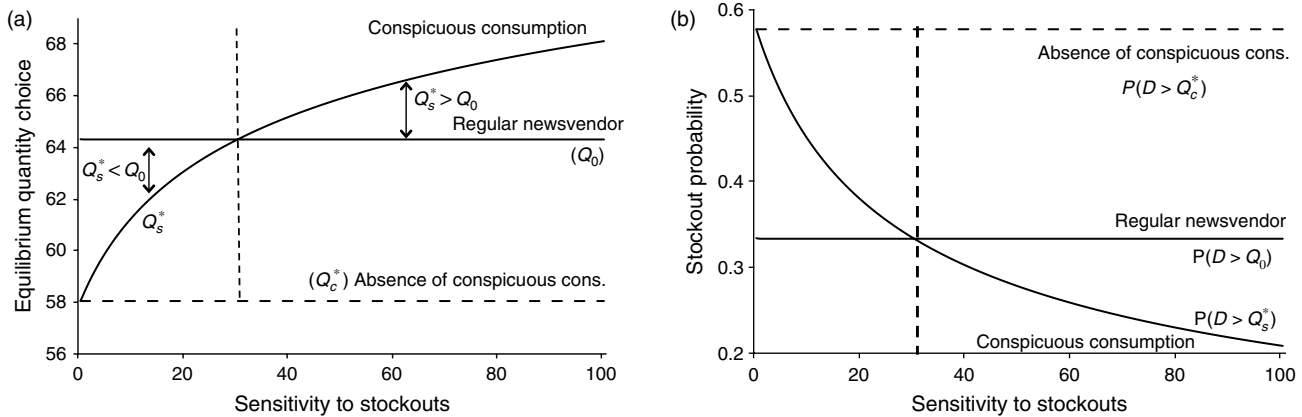 (a)
Equilibrium quantity choice
68
66
64
62
60
58
56
Conspicuous consumption
Q*s > Q0
Regular newsvendor
(Q0)
Q*s < Q0
Q*s
(Q*c) Absence of conspicuous cons.
0 20 40 60 80 100
Sensitivity to stockouts
(b)
Stockout probability
0.6
0.5
0.4
0.3
0.2
Absence of conspicuous cons.
P(D > Q*c)
Regular newsvendor
P(D > Q0)
P(D > Q*s)
Conspicuous consumption
0 20 40 60 80 100
Sensitivity to stockouts